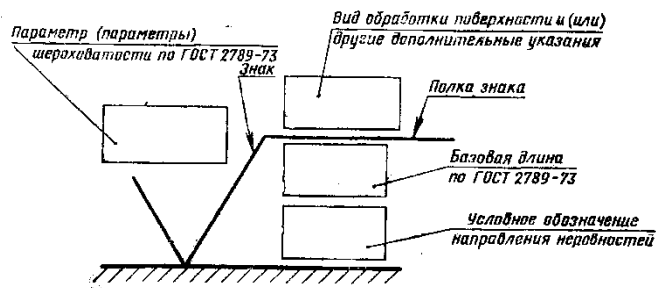 Параметр (параметры)
шероховатости по ГОСТ 2789-73
Знак
Вид обработки поверхности и (или)
другие дополнительные указания
Полка знака
Базовая длина
по ГОСТ 2789-73
Условное обозначение
направления неровностей